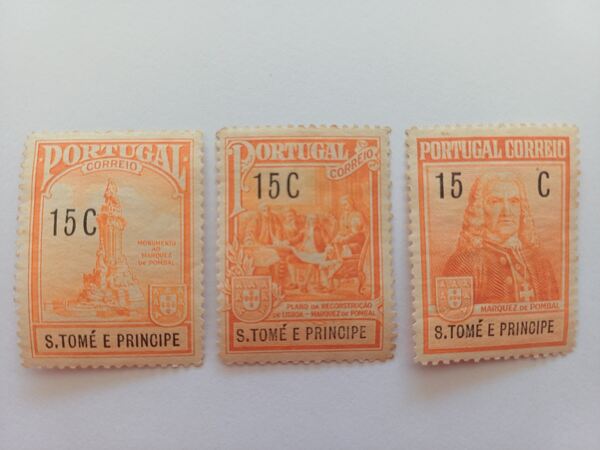 PORTUGAL
CORREIO
15 C
MONUMENTO
AO
MARQUEZ
DE POMBAL
S.TOMÉ E PRINCIPE
PORTUGAL
CORREIO
15 C
PLANO DA RECONSTRUÇÃO
DE LISBOA - MARQUEZ DE POMBAL
S.TOMÉ E PRINCIPE
PORTUGAL CORREIO
15 C
MARQUEZ DE POMBAL
S.TOMÉ E PRINCIPE